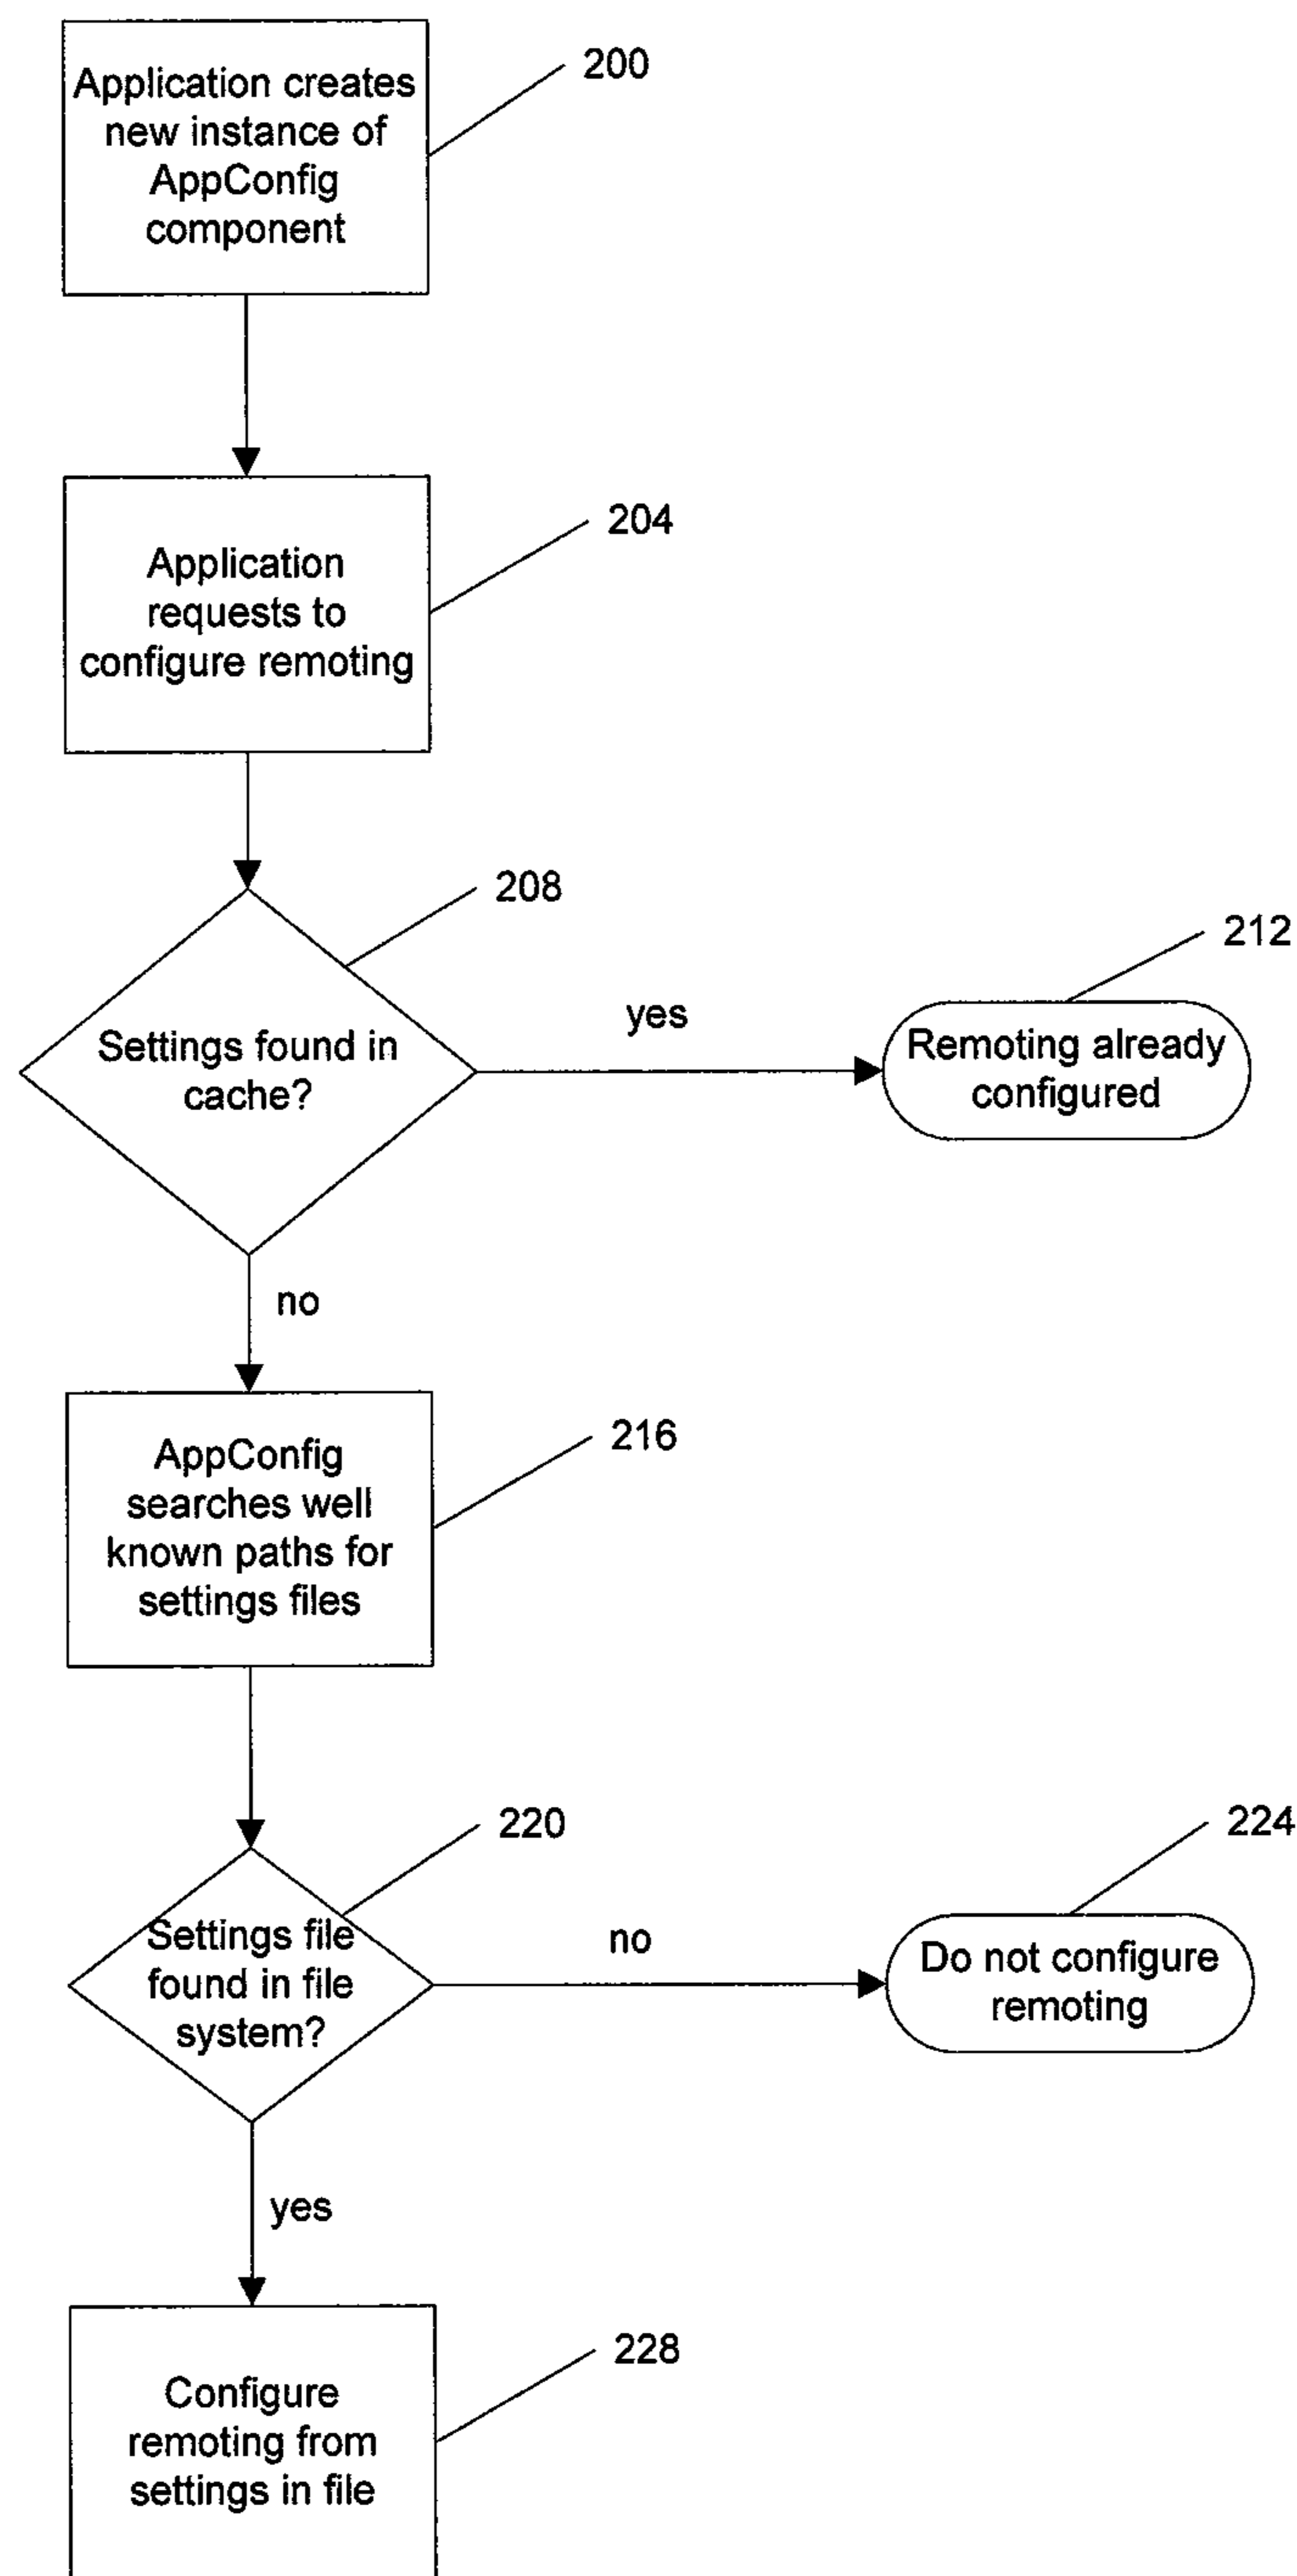 Application creates
new instance of
AppConfig
component
200
Application
requests to
configure remoting
204
Settings found in
cache?
208
yes
Remoting already
configured
212
no
AppConfig
searches well
known paths for
settings files
216
Settings file
found in file
system?
220
no
Do not configure
remoting
224
yes
Configure
remoting from
settings in file
228